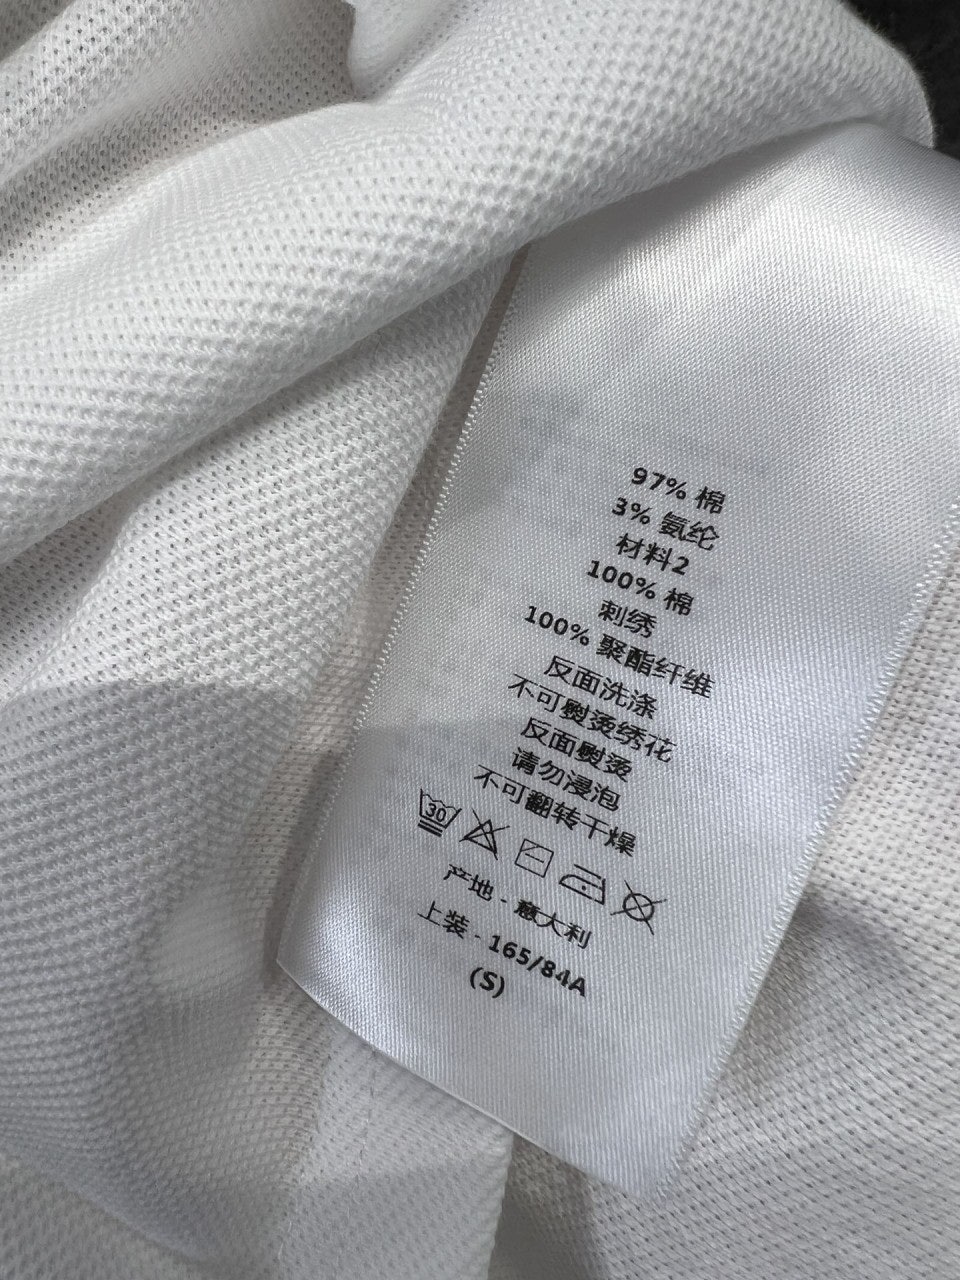 97% 棉
3% 氨纶
材料2
100% 棉
刺绣
100% 聚酯纤维
反面洗涤
不可熨烫绣花
反面熨烫
请勿浸泡
不可翻转干燥
30
产地 - 意大利
上装 - 165/84A
(S)